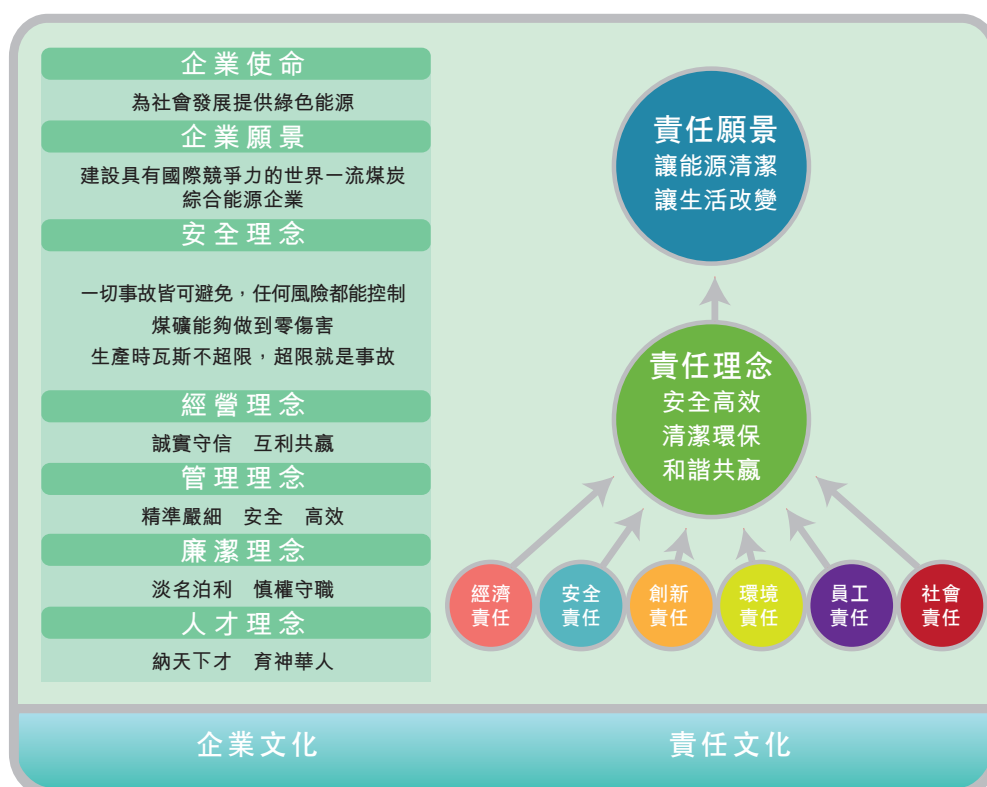 企業使命
為社會發展提供綠色能源
企業願景
建設具有國際競爭力的世界一流煤炭
綜合能源企業
安全理念
一切事故皆可避免，任何風險都能控制
煤礦能夠做到零傷害
生產時瓦斯不超限，超限就是事故
經營理念
誠實守信　互利共贏
管理理念
精準嚴細　安全　高效
廉潔理念
淡名泊利　慎權守職
人才理念
納天下才　育神華人
企業文化
責任願景
讓能源清潔
讓生活改變
責任理念
安全高效
清潔環保
和諧共贏
經濟
責任
安全
責任
創新
責任
環境
責任
員工
責任
社會
責任
責任文化